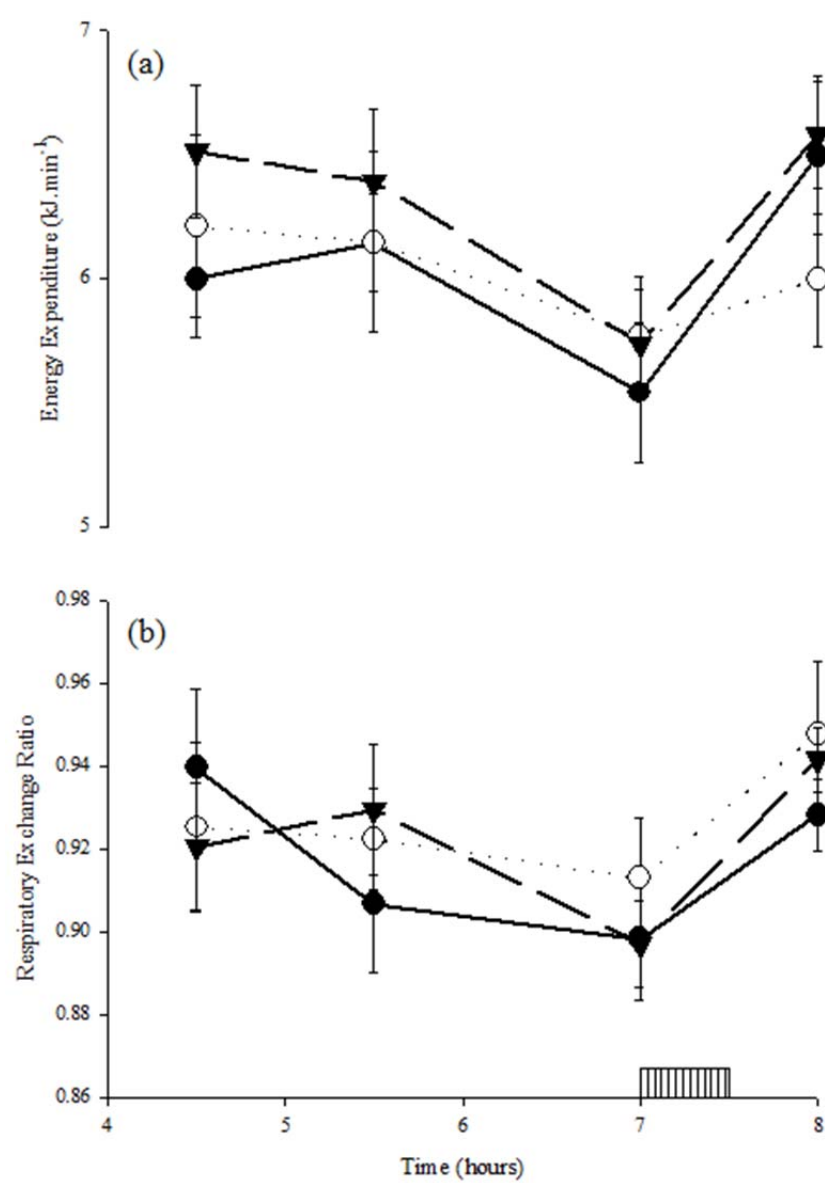 7
(a)
6
5
Energy Expenditure (kJ.min-1)
0.98
(b)
0.96
0.94
0.92
0.90
0.88
0.86
Respiratory Exchange Ratio
4 5 6 7 8
Time (hours)